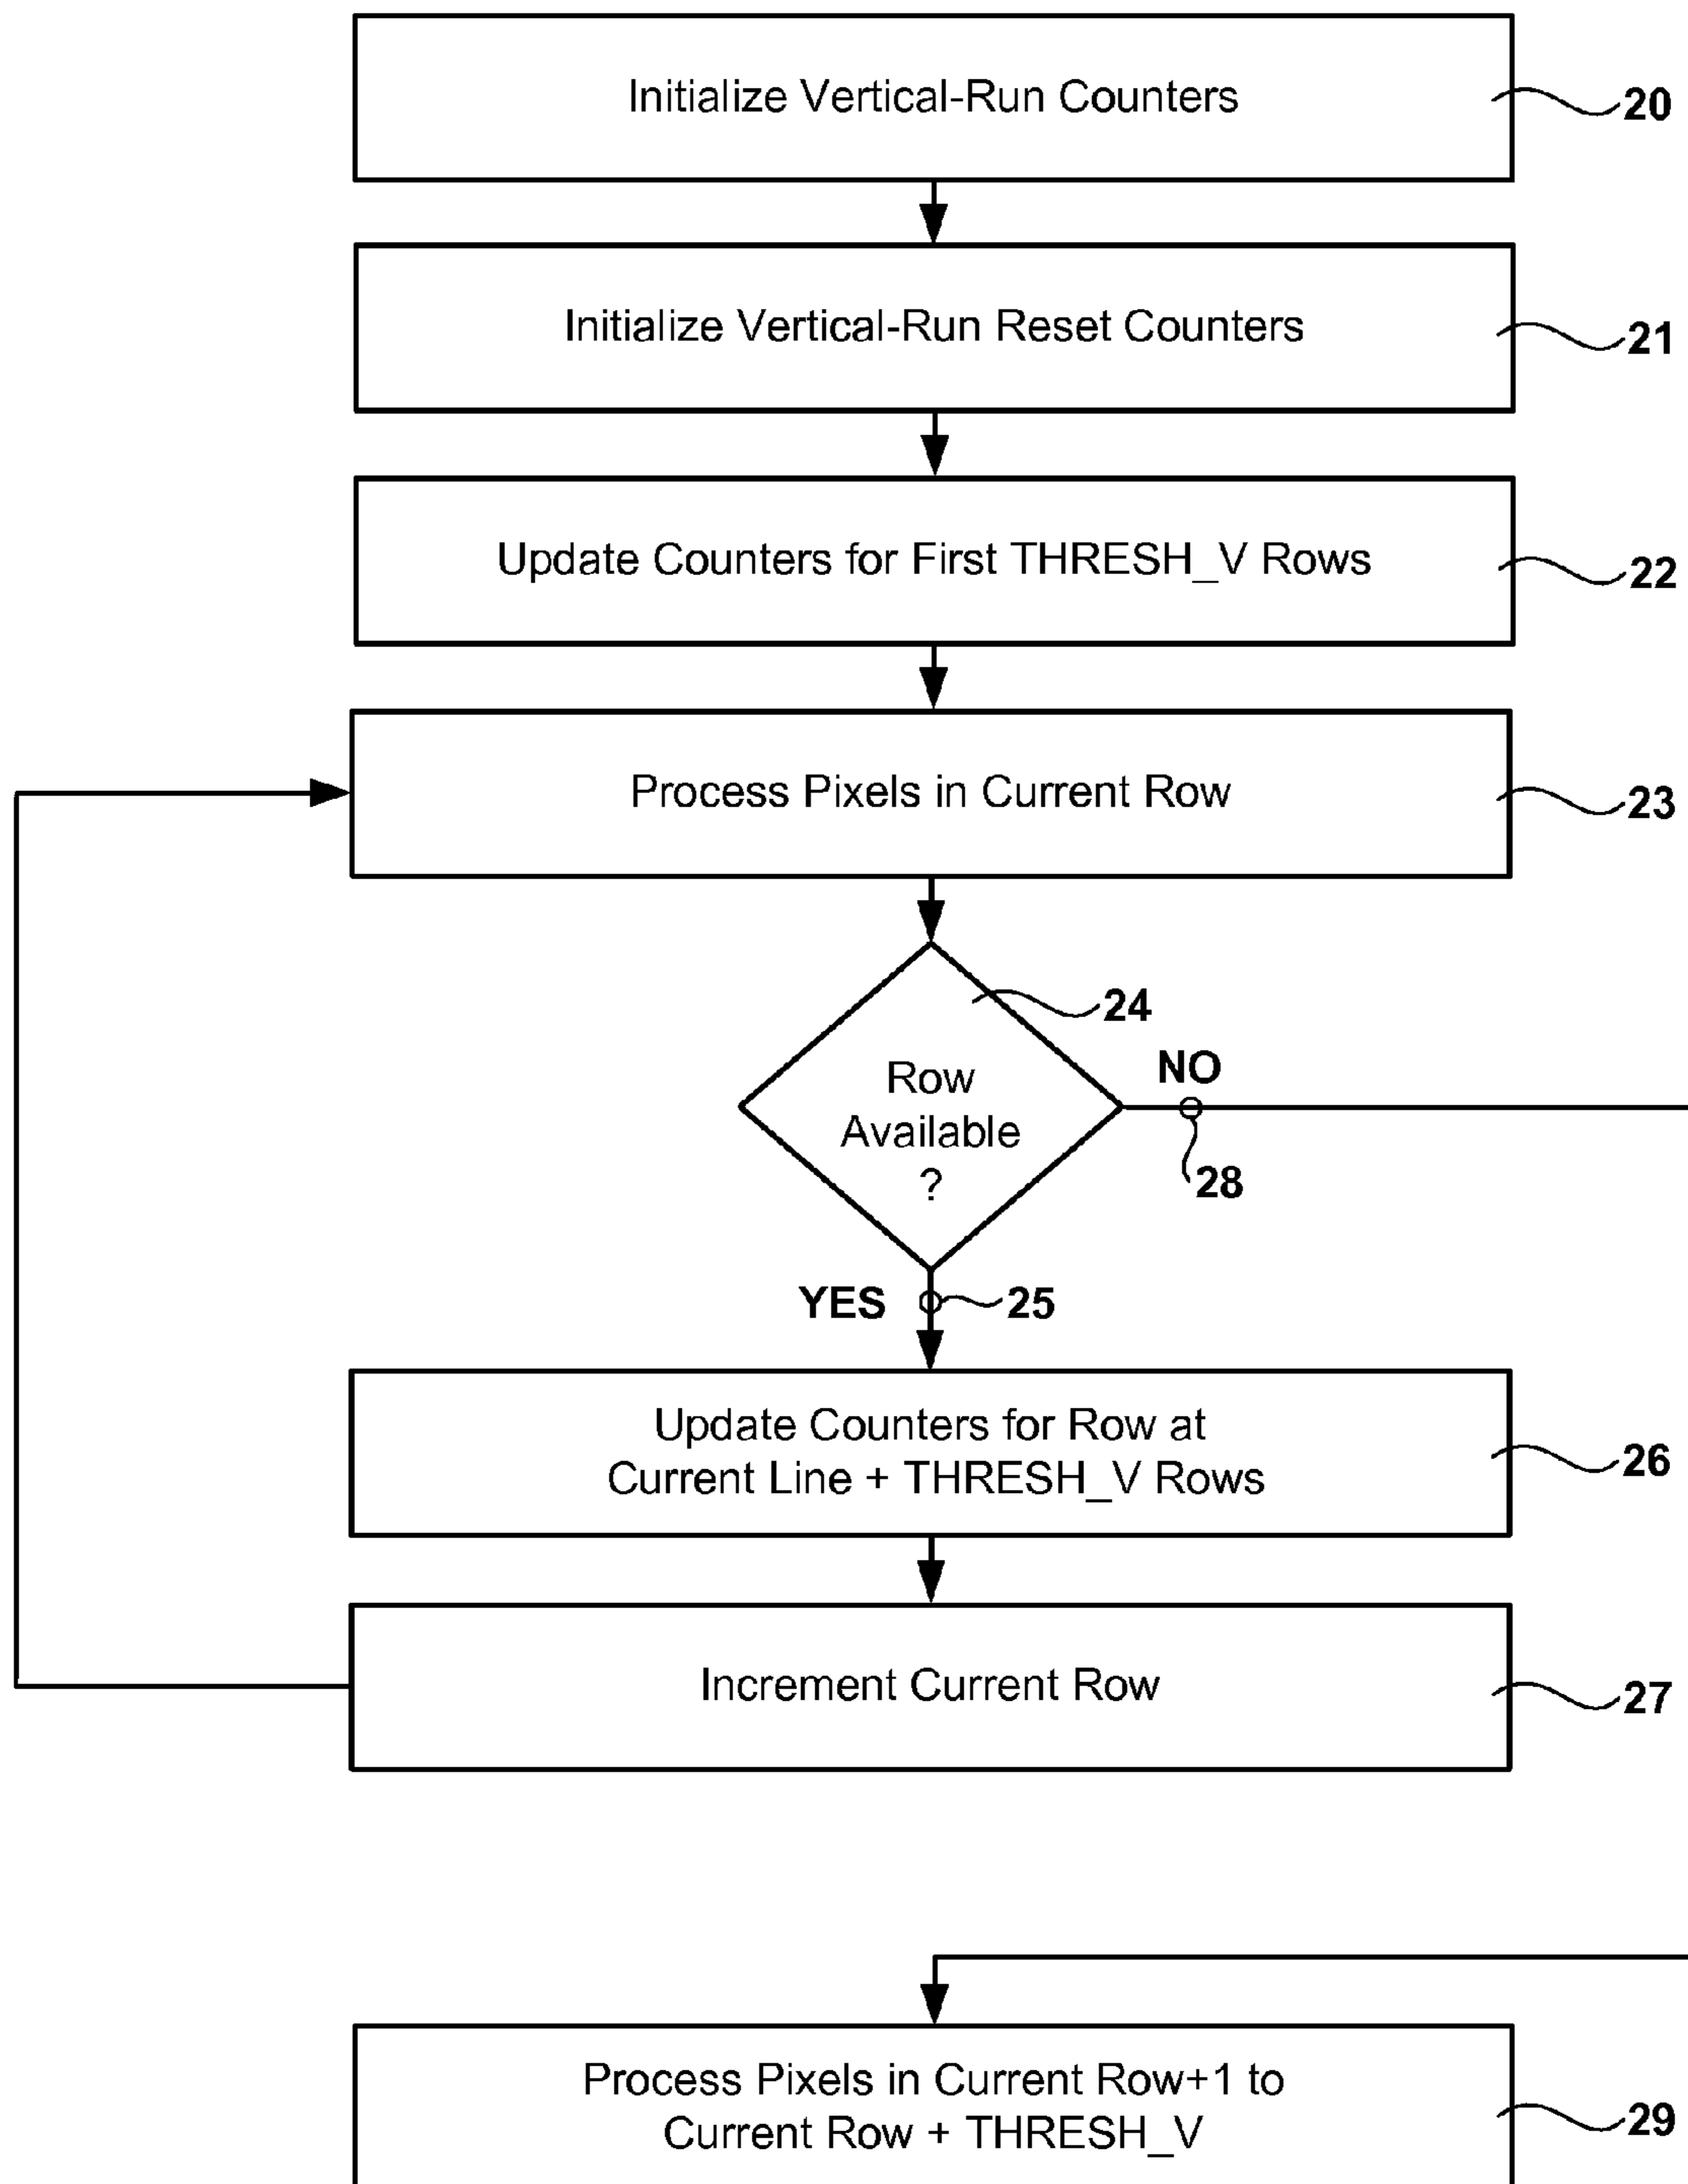 Initialize Vertical-Run Counters
20
Initialize Vertical-Run Reset Counters
21
Update Counters for First THRESH_V Rows
22
Process Pixels in Current Row
23
24
Row
Available
?
NO
28
YES
25
Update Counters for Row at
Current Line + THRESH_V Rows
26
Increment Current Row
27
Process Pixels in Current Row+1 to
Current Row + THRESH_V
29